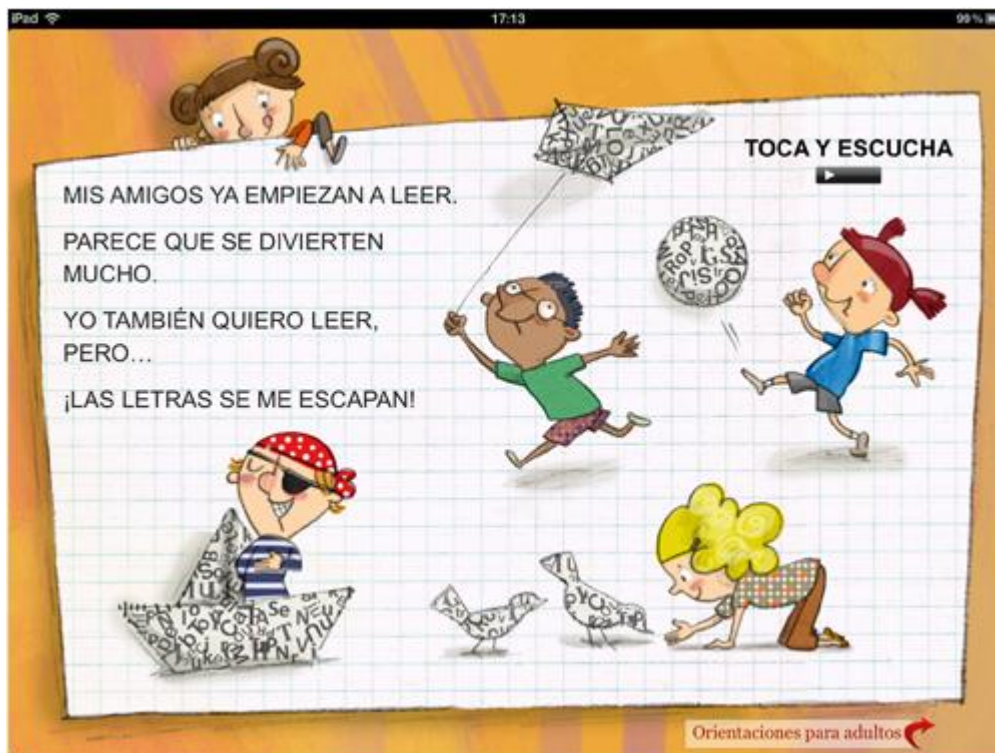 iPad 17:13 99%
TOCA Y ESCUCHA
MIS AMIGOS YA EMPIEZAN A LEER.
PARECE QUE SE DIVIERTEN
MUCHO.
YO TAMBIÉN QUIERO LEER,
PERO...
¡LAS LETRAS SE ME ESCAPAN!
Orientaciones para adultos